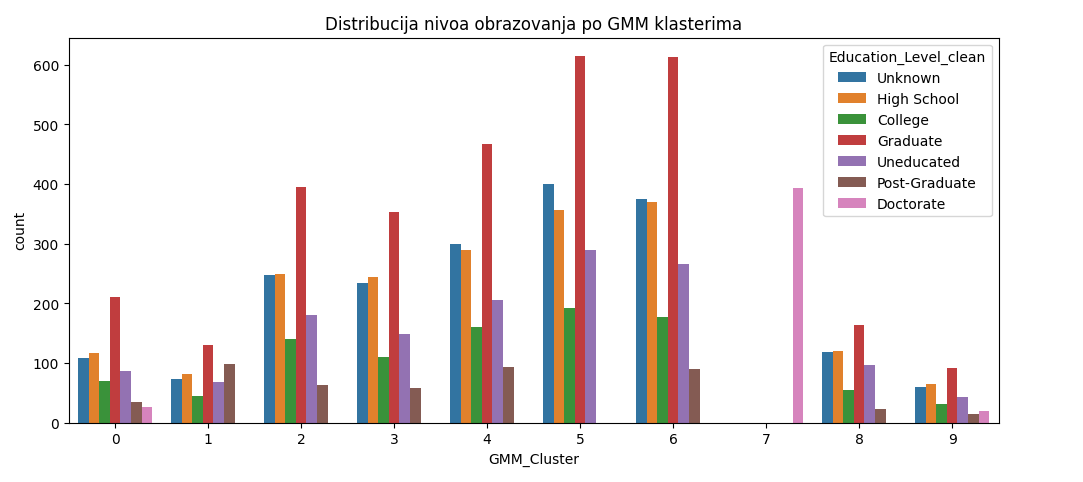 Distribucija nivoa obrazovanja po GMM klasterima
600
500
400
300
200
100
0
count
0 1 2 3 4 5 6 7 8 9
GMM_Cluster
Education_Level_clean
Unknown
High School
College
Graduate
Uneducated
Post-Graduate
Doctorate